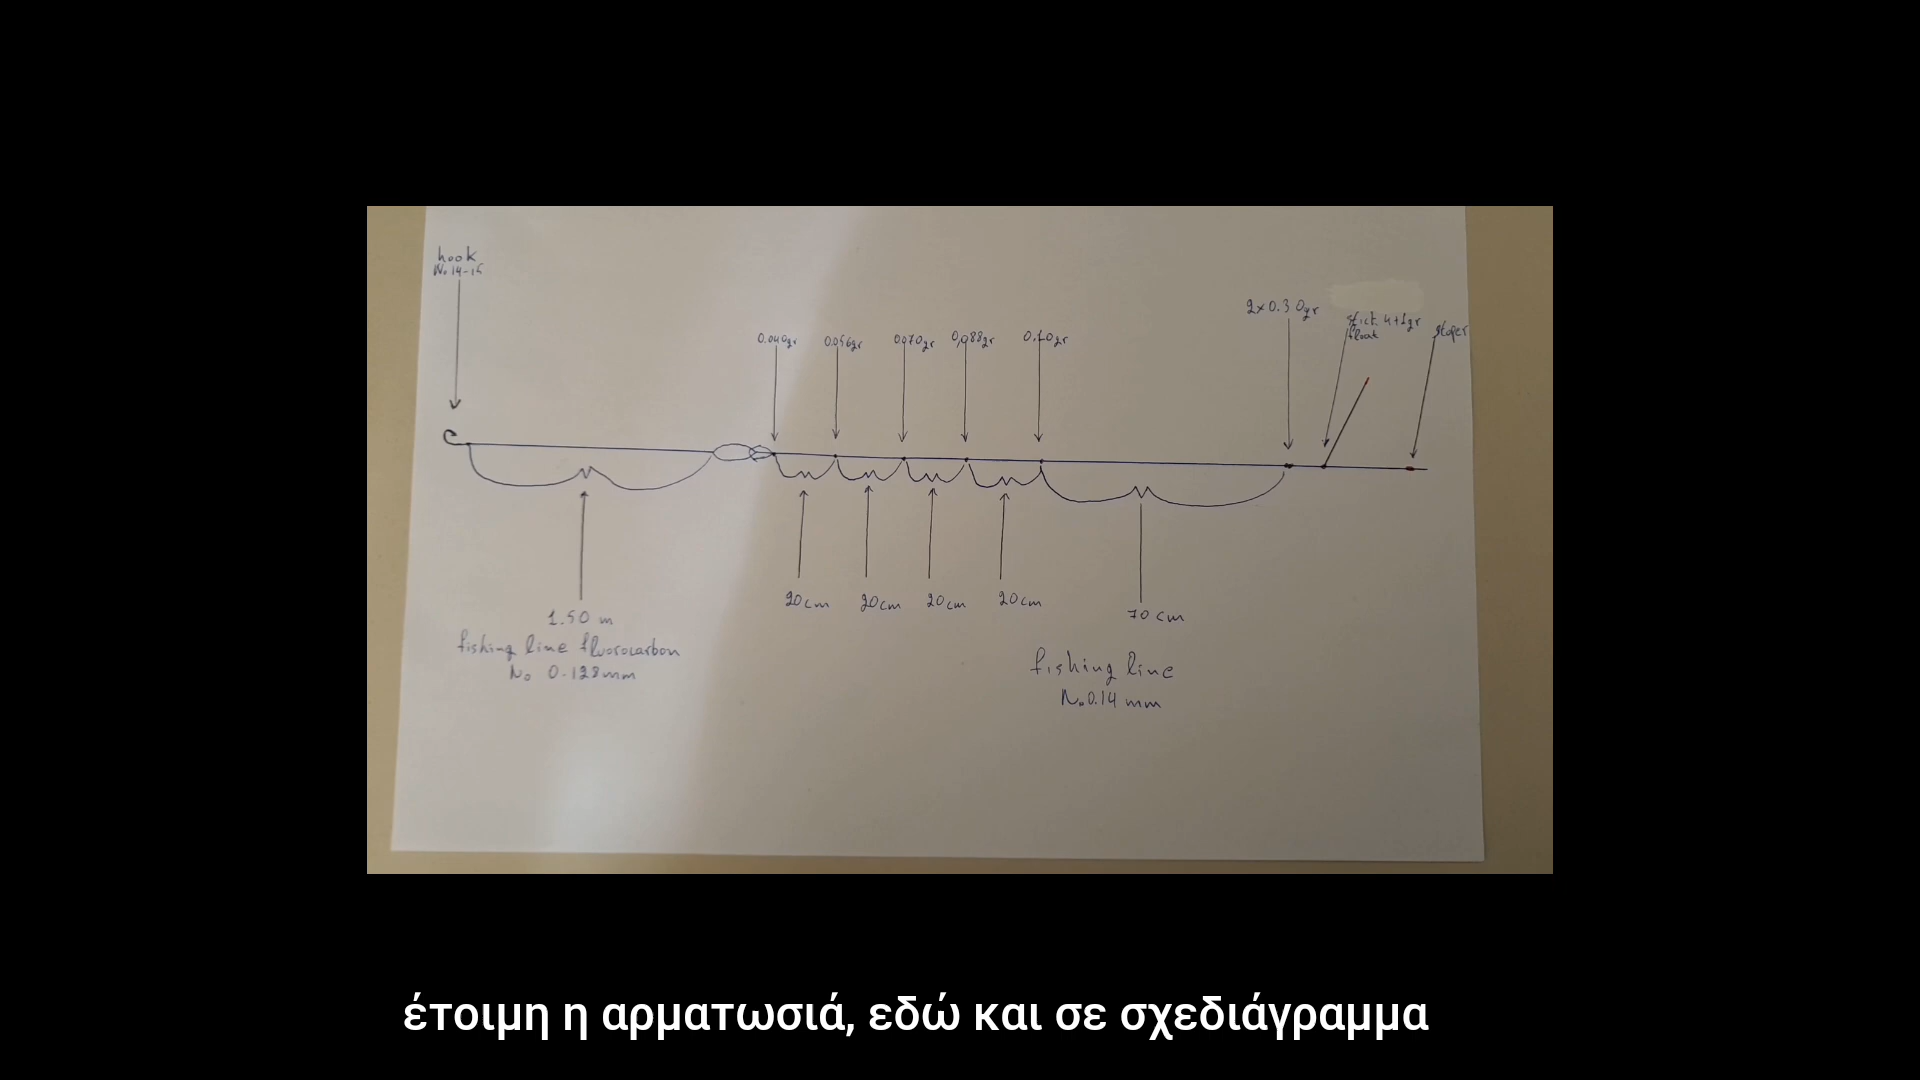 hook
No 14-15
0.040gr
0.056gr
0.070gr
0,088gr
0.10gr
2x0.30gr
stick 4+1gr
float
stoper
20cm
20cm
20cm
20cm
70 cm
1.50 m
fishing line fluorocarbon
No 0.128mm
fishing line
No 0.14 mm
έτοιμη η αρματωσιά, εδώ και σε σχεδιάγραμμα